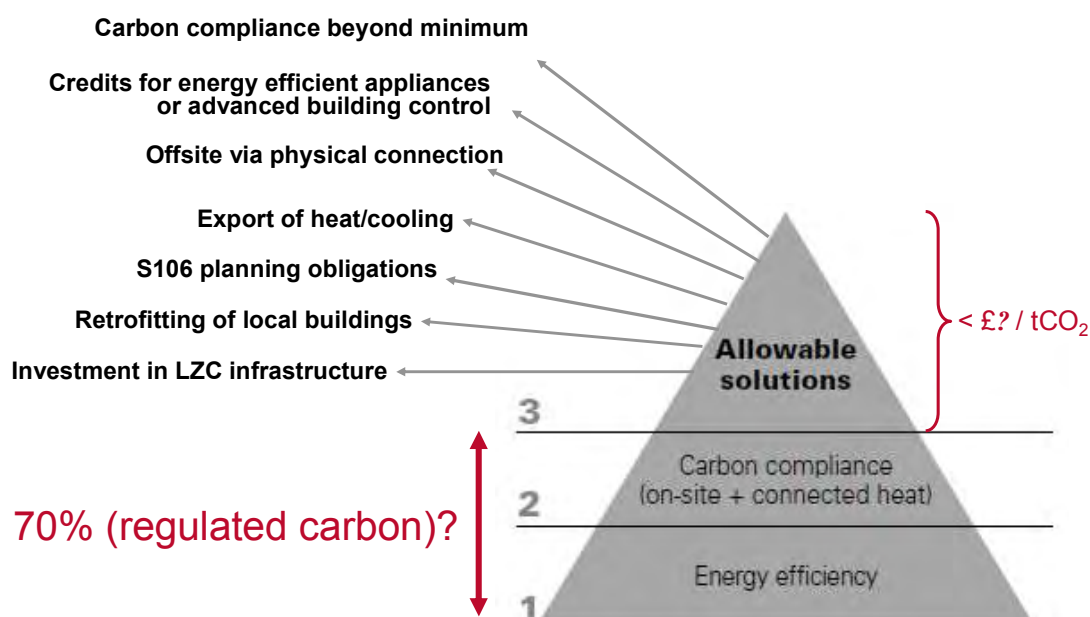 Carbon compliance beyond minimum
Credits for energy efficient appliances
or advanced building control
Offsite via physical connection
Export of heat/cooling
S106 planning obligations
Retrofitting of local buildings
Investment in LZC infrastructure
< £? / tCO₂
Allowable
solutions
3
Carbon compliance
(on-site + connected heat)
2
70% (regulated carbon)?
Energy efficiency
1